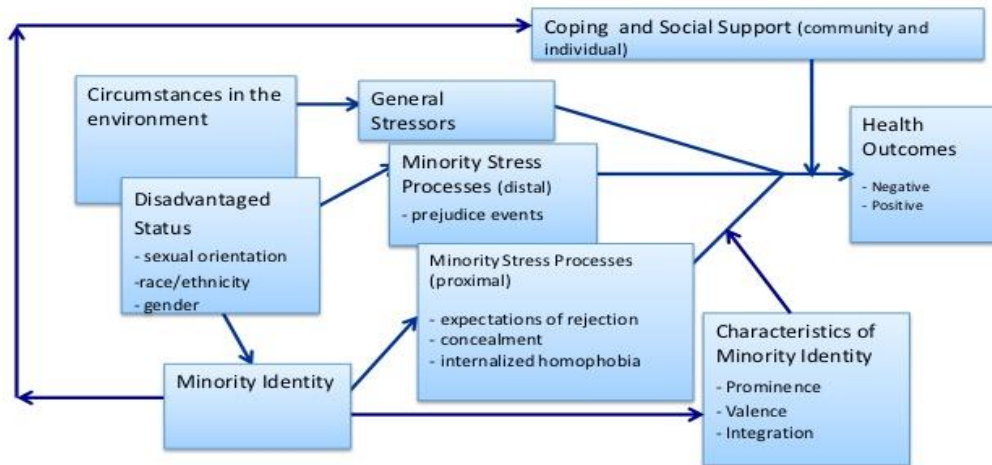 Coping and Social Support (community and
individual)
Circumstances in the
environment
General
Stressors
Health
Outcomes
- Negative
- Positive
Minority Stress
Processes (distal)
- prejudice events
Disadvantaged
Status
- sexual orientation
-race/ethnicity
- gender
Minority Stress Processes
(proximal)
- expectations of rejection
- concealment
- internalized homophobia
Characteristics of
Minority Identity
- Prominence
- Valence
- Integration
Minority Identity